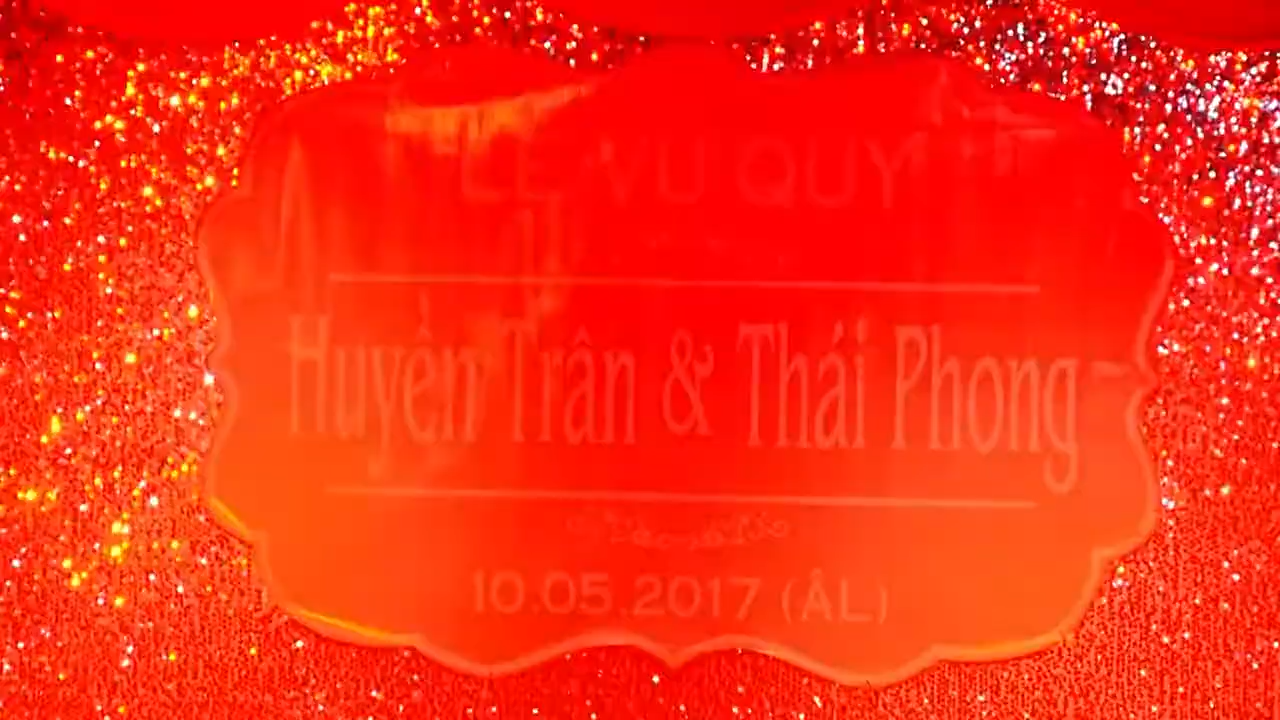 LỄ VU QUY
Huyền Trân & Thái Phong
10.05.2017 (ÂL)